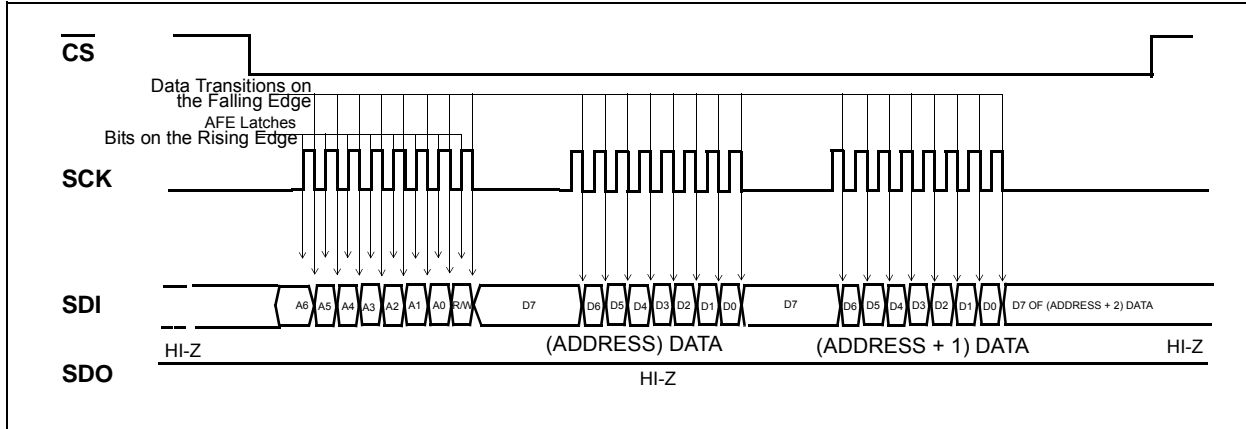 CS
Data Transitions on
the Falling Edge
AFE Latches
Bits on the Rising Edge
SCK
SDI
A6 A5 A4 A3 A2 A1 A0 R/W D7 D6 D5 D4 D3 D2 D1 D0 D7 D6 D5 D4 D3 D2 D1 D0 D7 OF (ADDRESS + 2) DATA
(ADDRESS) DATA (ADDRESS + 1) DATA
HI-Z HI-Z
SDO
HI-Z